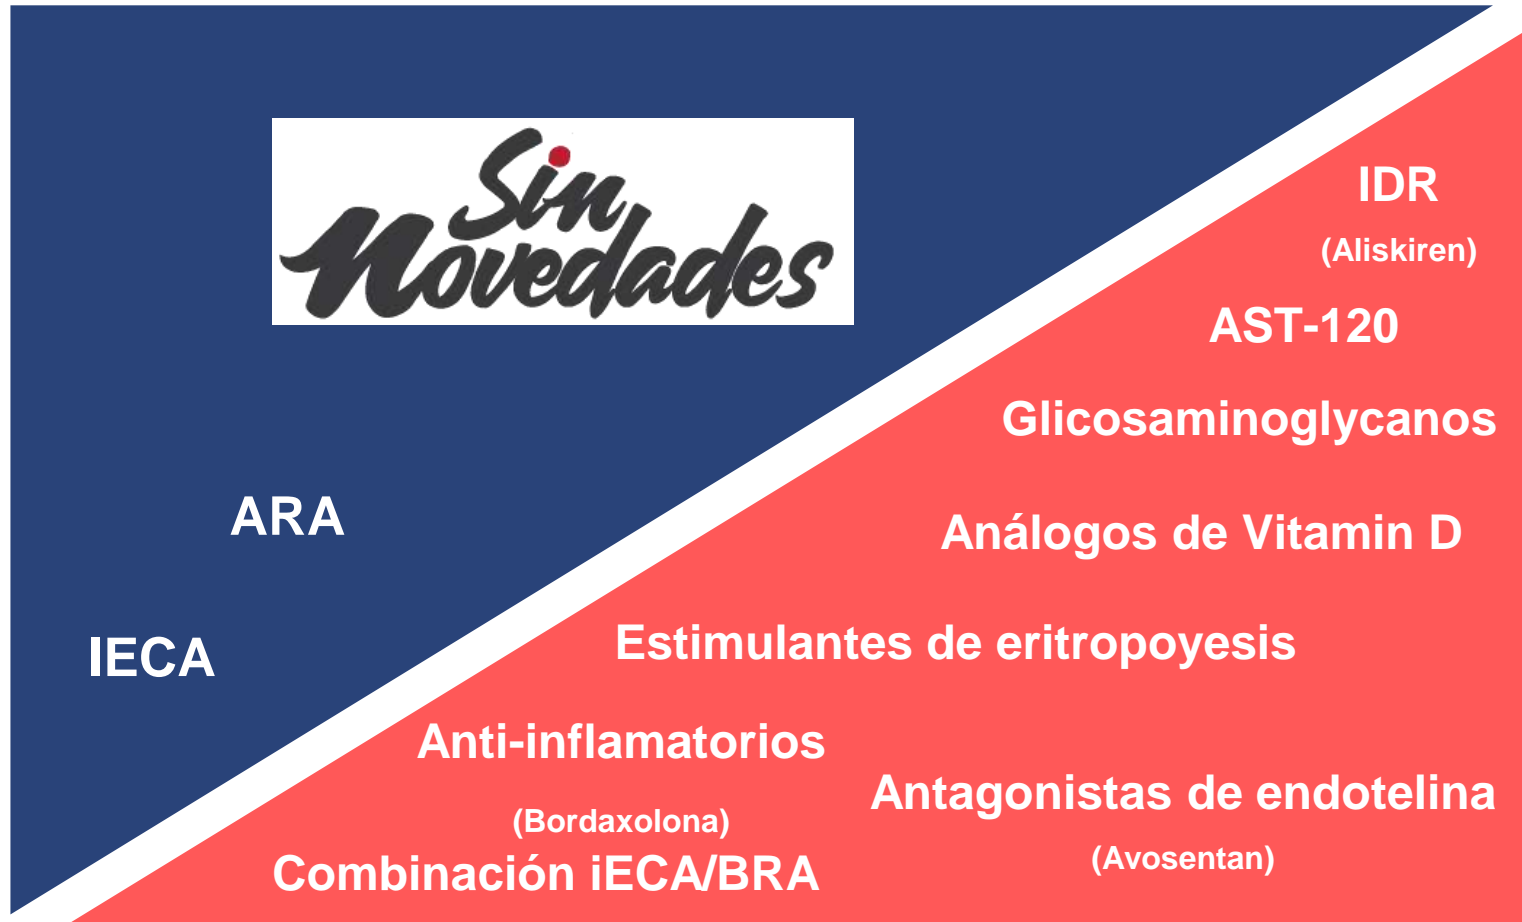 Sin
Novedades
ARA
IECA
IDR
(Aliskiren)
AST-120
Glicosaminoglycanos
Análogos de Vitamin D
Estimulantes de eritropoyesis
Anti-inflamatorios
(Bordaxolona)
Antagonistas de endotelina
(Avosentan)
Combinación iECA/BRA